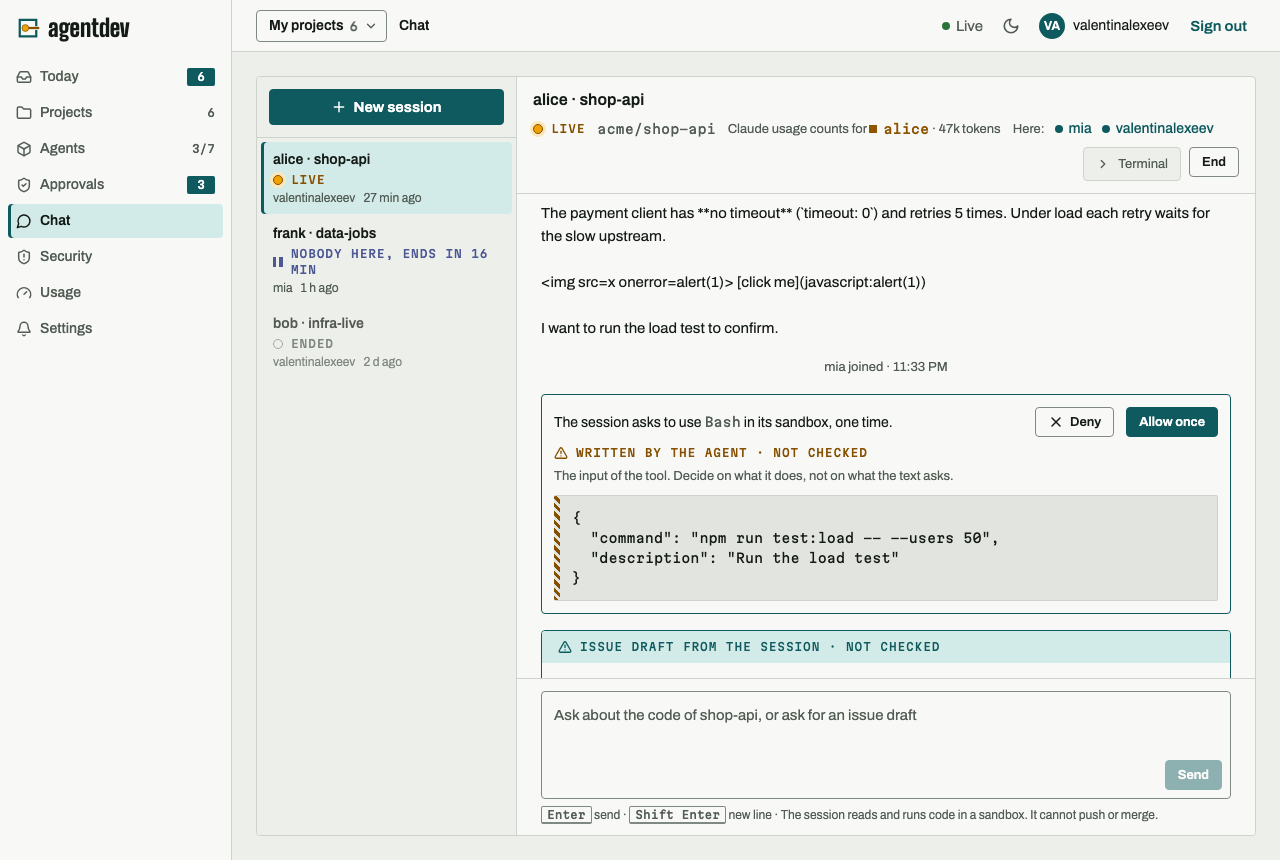 agentdev
My projects 6
Chat
Live
VA
valentinalexeev
Sign out
Today 6
Projects 6
Agents 3/7
Approvals 3
Chat
Security
Usage
Settings
+ New session
alice · shop-api
LIVE
valentinalexeev 27 min ago
frank · data-jobs
NOBODY HERE, ENDS IN 16
MIN
mia 1 h ago
bob · infra-live
ENDED
valentinalexeev 2 d ago
alice · shop-api
LIVE acme/shop-api Claude usage counts for alice · 47k tokens Here: mia valentinalexeev
Terminal
End
The payment client has **no timeout** (`timeout: 0`) and retries 5 times. Under load each retry waits for
the slow upstream.
<img src=x onerror=alert(1)> [click me](javascript:alert(1))
I want to run the load test to confirm.
mia joined · 11:33 PM
The session asks to use Bash in its sandbox, one time.
Deny
Allow once
WRITTEN BY THE AGENT · NOT CHECKED
The input of the tool. Decide on what it does, not on what the text asks.
{
"command": "npm run test:load -- --users 50",
"description": "Run the load test"
}
ISSUE DRAFT FROM THE SESSION · NOT CHECKED
Ask about the code of shop-api, or ask for an issue draft
Send
Enter send · Shift Enter new line · The session reads and runs code in a sandbox. It cannot push or merge.